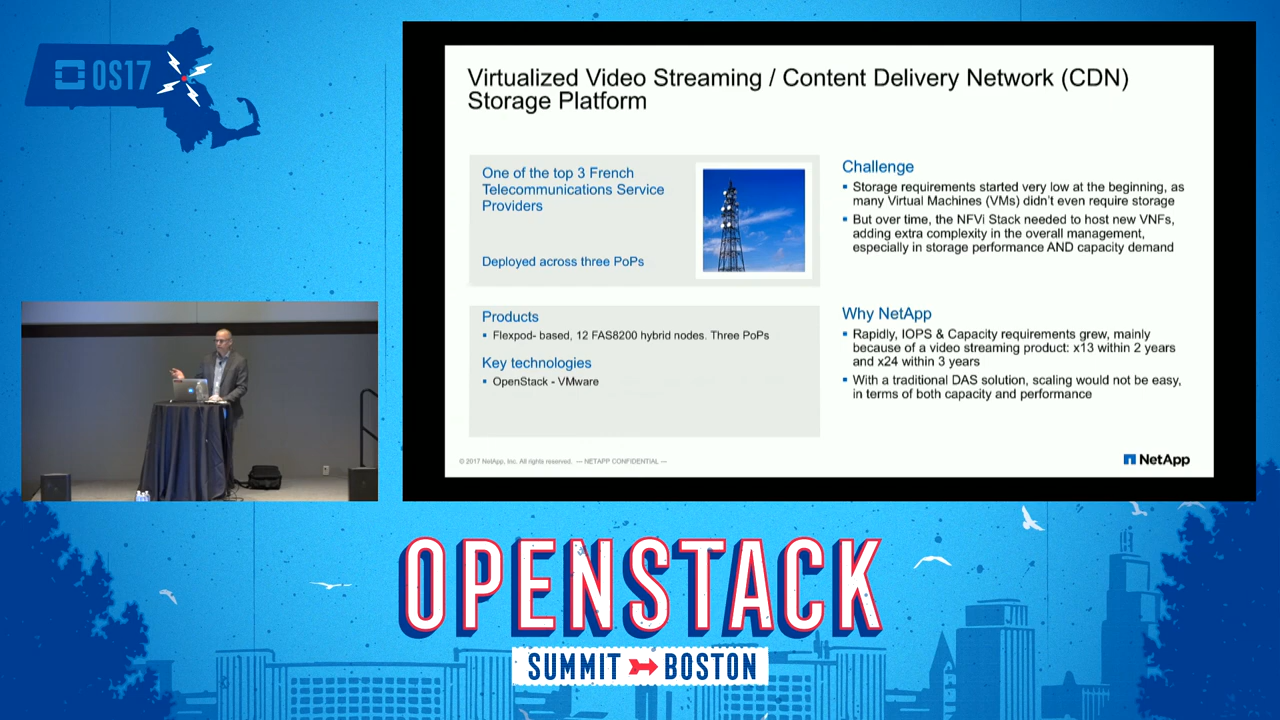 OS17
Virtualized Video Streaming / Content Delivery Network (CDN)
Storage Platform
One of the top 3 French
Telecommunications Service
Providers
Deployed across three PoPs
Products
▪ Flexpod- based, 12 FAS8200 hybrid nodes. Three PoPs
Key technologies
▪ OpenStack - VMware
Challenge
▪ Storage requirements started very low at the beginning, as
many Virtual Machines (VMs) didn't even require storage
▪ But over time, the NFVi Stack needed to host new VNFs,
adding extra complexity in the overall management,
especially in storage performance AND capacity demand
Why NetApp
▪ Rapidly, IOPS & Capacity requirements grew, mainly
because of a video streaming product: x13 within 2 years
and x24 within 3 years
▪ With a traditional DAS solution, scaling would not be easy,
in terms of both capacity and performance
© 2017 NetApp, Inc. All rights reserved. — NETAPP CONFIDENTIAL —
NetApp
OPENSTACK
SUMMIT BOSTON